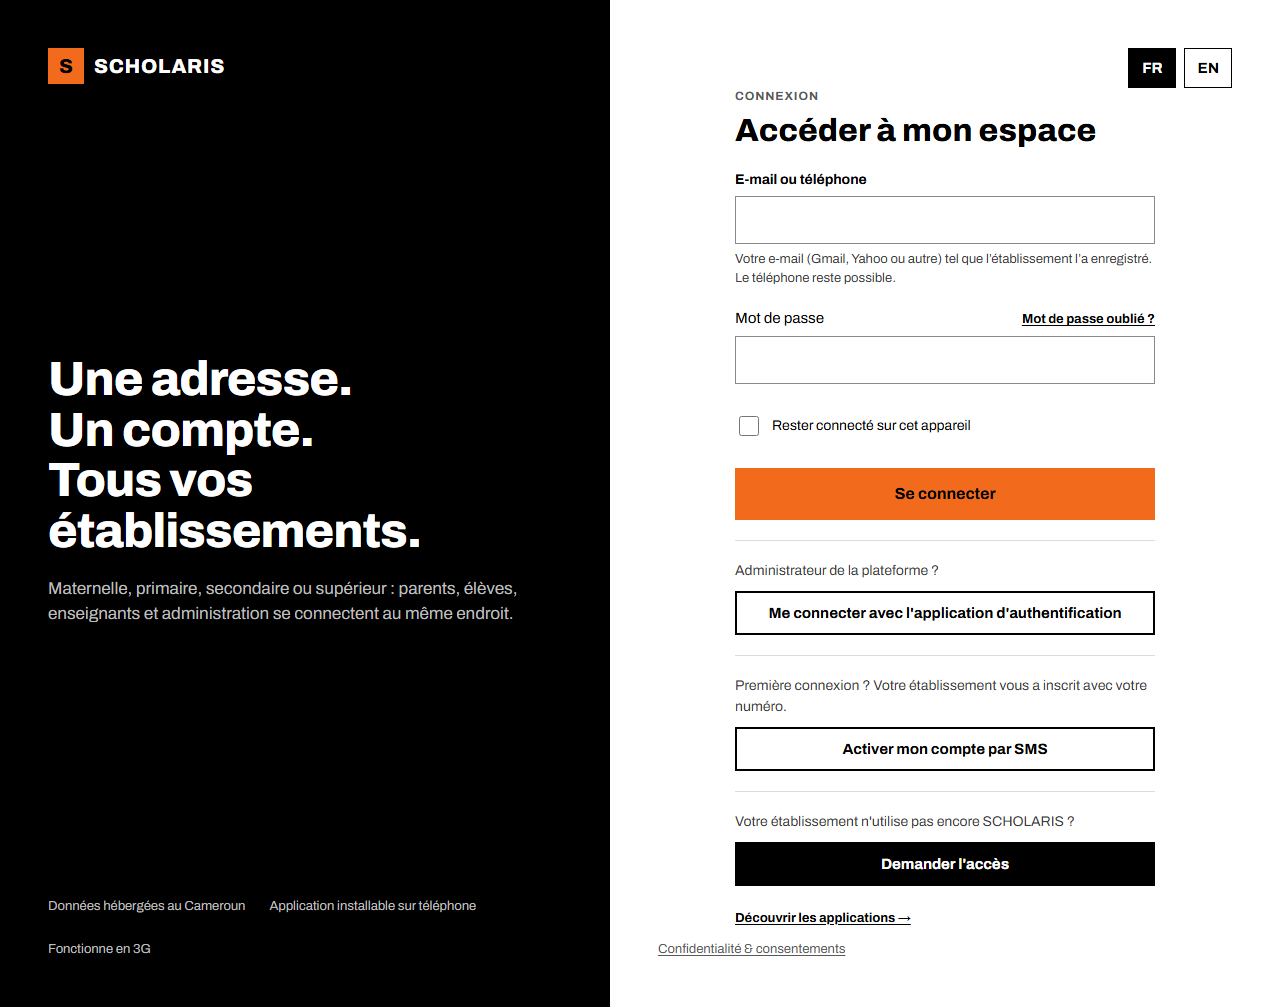 S SCHOLARIS
Une adresse.
Un compte.
Tous vos
établissements.
Maternelle, primaire, secondaire ou supérieur : parents, élèves,
enseignants et administration se connectent au même endroit.
Données hébergées au Cameroun Application installable sur téléphone
Fonctionne en 3G
FR EN
CONNEXION
Accéder à mon espace
E-mail ou téléphone
Votre e-mail (Gmail, Yahoo ou autre) tel que l'établissement l'a enregistré.
Le téléphone reste possible.
Mot de passe Mot de passe oublié ?
Rester connecté sur cet appareil
Se connecter
Administrateur de la plateforme ?
Me connecter avec l'application d'authentification
Première connexion ? Votre établissement vous a inscrit avec votre
numéro.
Activer mon compte par SMS
Votre établissement n'utilise pas encore SCHOLARIS ?
Demander l'accès
Découvrir les applications →
Confidentialité & consentements